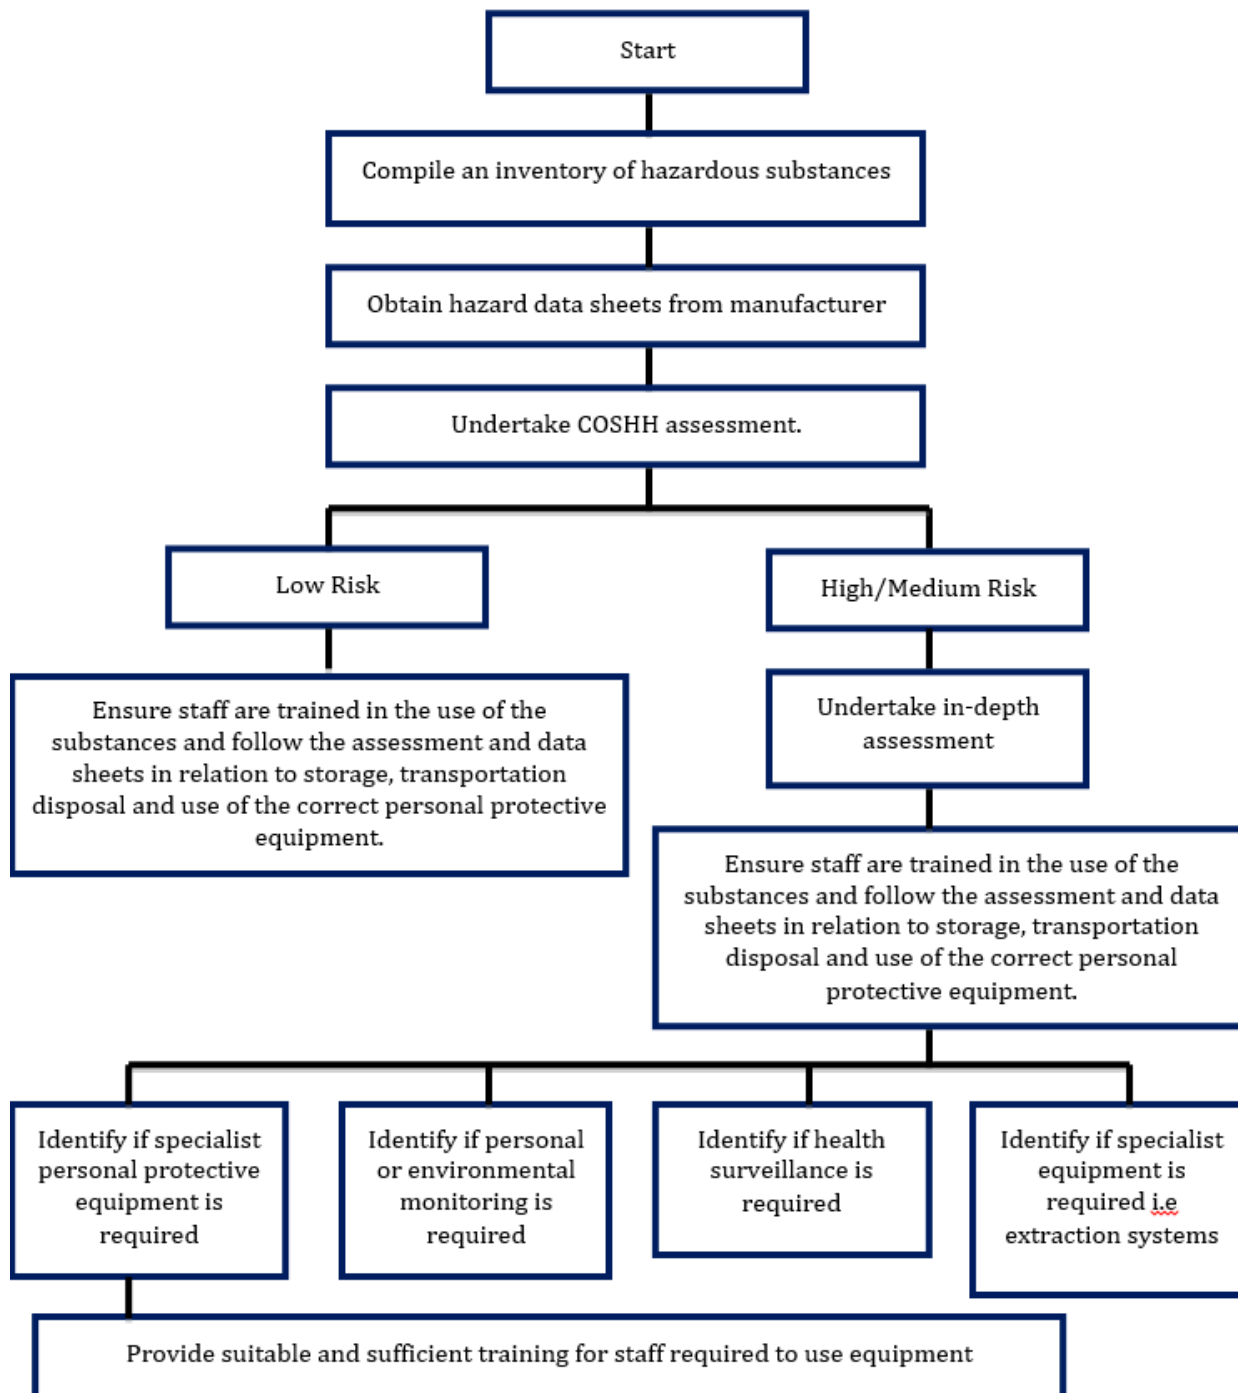 Start
Compile an inventory of hazardous substances
Obtain hazard data sheets from manufacturer
Undertake COSHH assessment.
Low Risk
High/Medium Risk
Ensure staff are trained in the use of the
substances and follow the assessment and data
sheets in relation to storage, transportation
disposal and use of the correct personal protective
equipment.
Undertake in-depth
assessment
Ensure staff are trained in the use of the
substances and follow the assessment and data
sheets in relation to storage, transportation
disposal and use of the correct personal
protective equipment.
Identify if specialist
personal protective
equipment is
required
Identify if personal
or environmental
monitoring is
required
Identify if health
surveillance is
required
Identify if specialist
equipment is
required i.e
extraction systems
Provide suitable and sufficient training for staff required to use equipment